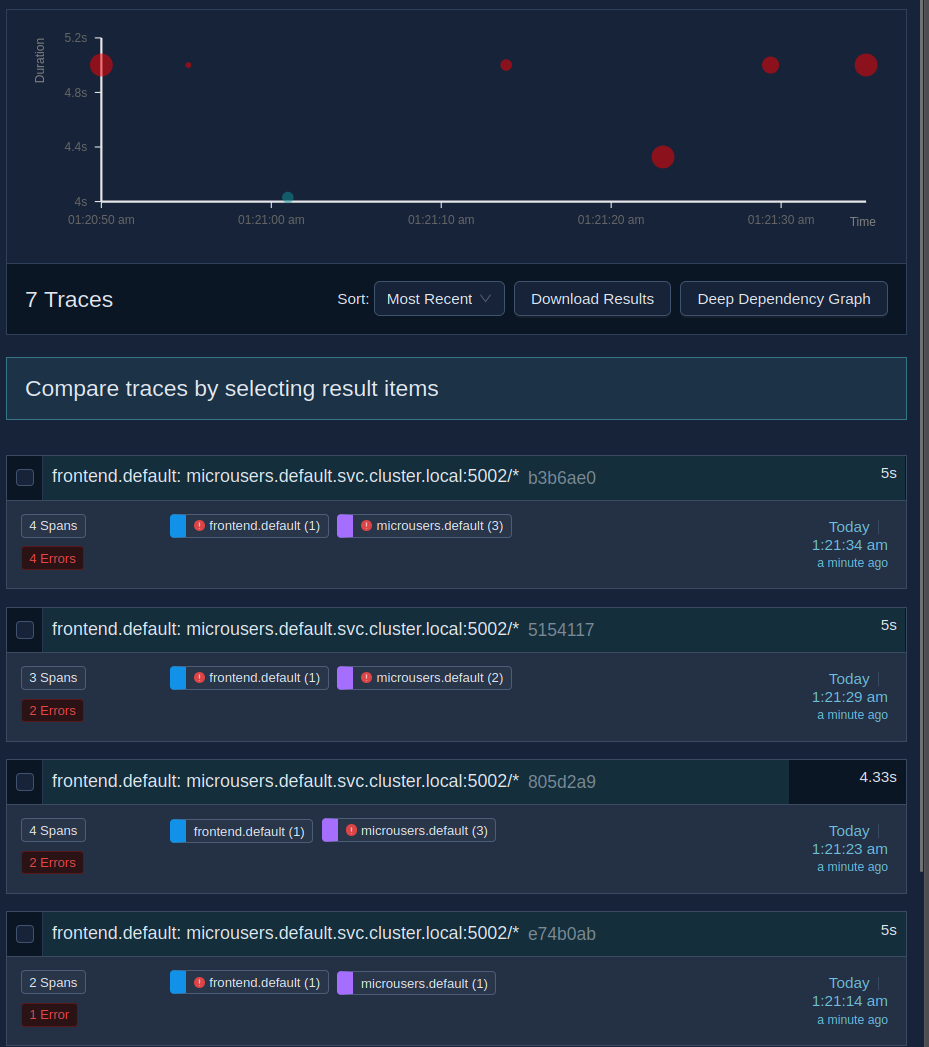 Duration
5.2s
4.8s
4.4s
4s
01:20:50 am 01:21:00 am 01:21:10 am 01:21:20 am 01:21:30 am Time
7 Traces Sort: Most Recent Download Results Deep Dependency Graph
Compare traces by selecting result items
frontend.default: microusers.default.svc.cluster.local:5002/* b3b6ae0 5s
4 Spans frontend.default (1) microusers.default (3) Today
4 Errors 1:21:34 am
a minute ago
frontend.default: microusers.default.svc.cluster.local:5002/* 5154117 5s
3 Spans frontend.default (1) microusers.default (2) Today
2 Errors 1:21:29 am
a minute ago
frontend.default: microusers.default.svc.cluster.local:5002/* 805d2a9 4.33s
4 Spans frontend.default (1) microusers.default (3) Today
2 Errors 1:21:23 am
a minute ago
frontend.default: microusers.default.svc.cluster.local:5002/* e74b0ab 5s
2 Spans frontend.default (1) microusers.default (1) Today
1 Error 1:21:14 am
a minute ago